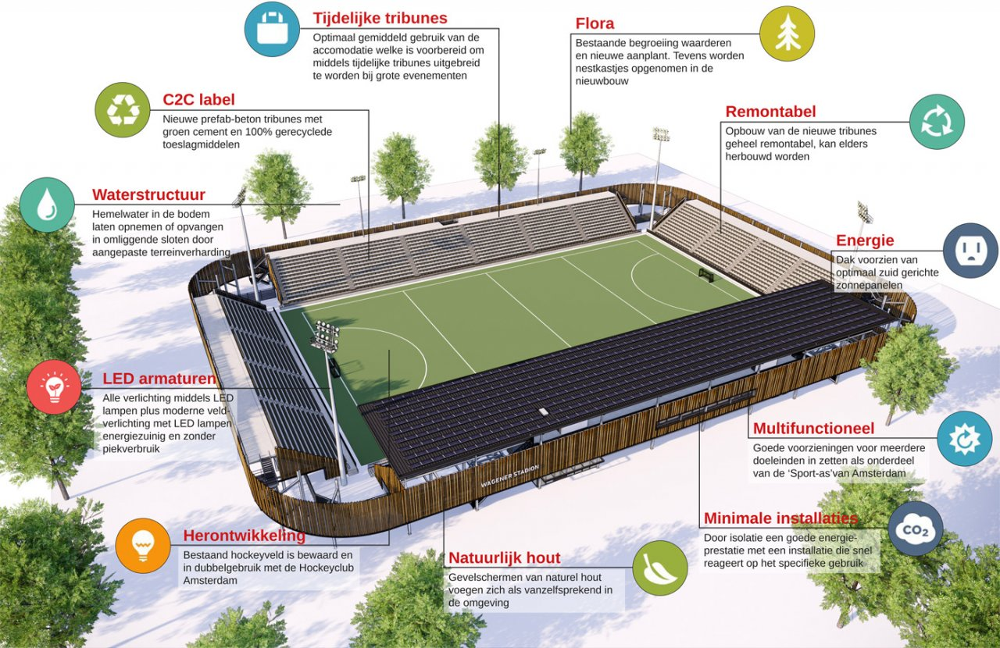 Tijdelijke tribunes
Optimaal gemiddeld gebruik van de
accomodatie welke is voorbereid om
middels tijdelijke tribunes uitgebreid
te worden bij grote evenementen
Flora
Bestaande begroeiing waarderen
en nieuwe aanplant. Tevens worden
nestkastjes opgenomen in de
nieuwbouw
C2C label
Nieuwe prefab-beton tribunes met
groen cement en 100% gerecyclede
toeslagmiddelen
Remontabel
Opbouw van de nieuwe tribunes
geheel remontabel, kan elders
herbouwd worden
Waterstructuur
Hemelwater in de bodem
laten opnemen of opvangen
in omliggende sloten door
aangepaste terreinverharding
Energie
Dak voorzien van
optimaal zuid gerichte
zonnepanelen
LED armaturen
Alle verlichting middels LED
lampen plus moderne veld-
verlichting met LED lampen
energiezuinig en zonder
piekverbruik
Multifunctioneel
Goede voorzieningen voor meerdere
doeleinden in zetten als onderdeel
van de ‘Sport-as’van Amsterdam
WAGENER STADION
Minimale installaties
Door isolatie een goede energie-
prestatie met een installatie die snel
reageert op het specifieke gebruik
CO2
Herontwikkeling
Bestaand hockeyveld is bewaard en
in dubbelgebruik met de Hockeyclub
Amsterdam
Natuurlijk hout
Gevelschermen van naturel hout
voegen zich als vanzelfsprekend in
de omgeving